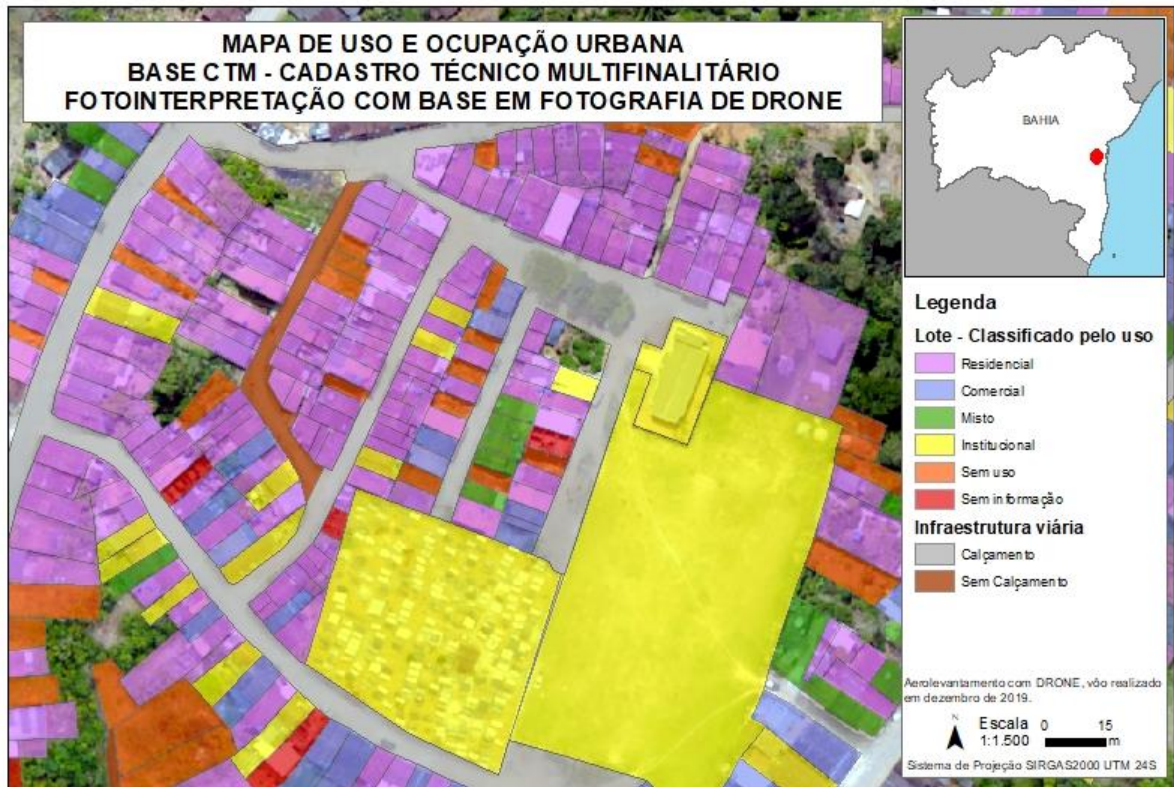 MAPA DE USO E OCUPAÇÃO URBANA
BASE CTM - CADASTRO TÉCNICO MULTIFINALITÁRIO
FOTOINTERPRETAÇÃO COM BASE EM FOTOGRAFIA DE DRONE
BAHIA
Legenda
Lote - Classificado pelo uso
Residencial
Comercial
Misto
Institucional
Sem uso
Sem informação
Infraestrutura viária
Calçamento
Sem Calçamento
Aerolevantamento com DRONE, vôo realizado
em dezembro de 2019.
N
Escala 0 15
1:1.500 m
Sistema de Projeção SIRGAS2000 UTM 24S